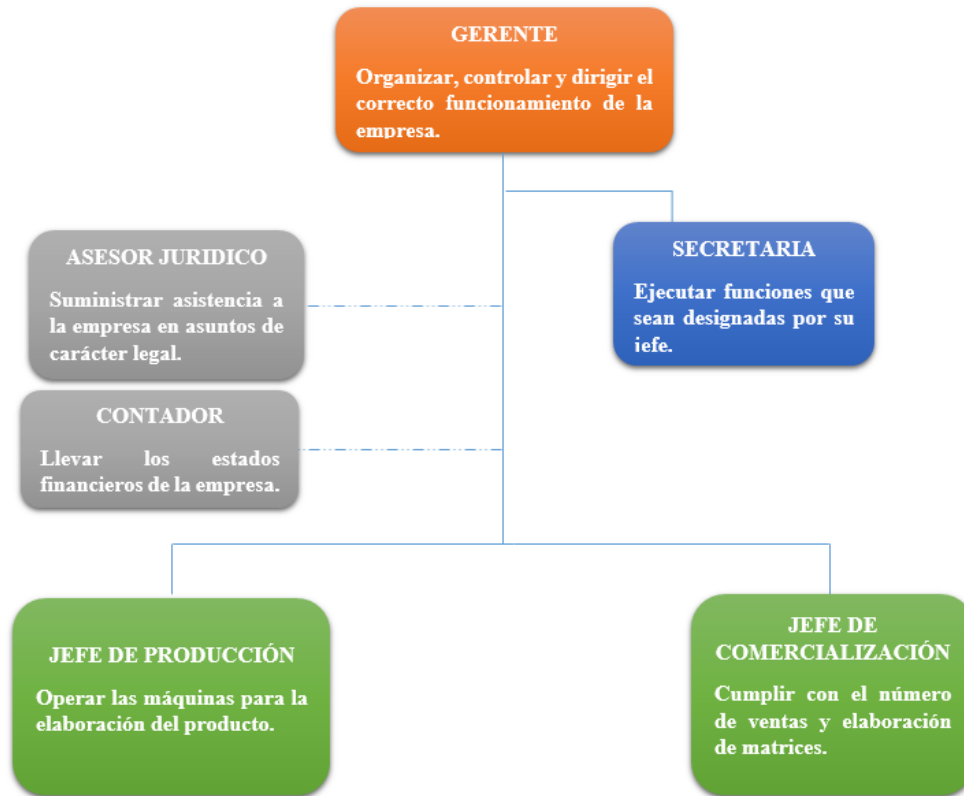 GERENTE
Organizar, controlar y dirigir el
correcto funcionamiento de la
empresa.
ASESOR JURIDICO
Suministrar asistencia a
la empresa en asuntos de
carácter legal.
SECRETARIA
Ejecutar funciones que
sean designadas por su
jefe.
CONTADOR
Llevar los estados
financieros de la empresa.
JEFE DE PRODUCCIÓN
Operar las máquinas para la
elaboración del producto.
JEFE DE
COMERCIALIZACIÓN
Cumplir con el número
de ventas y elaboración
de matrices.